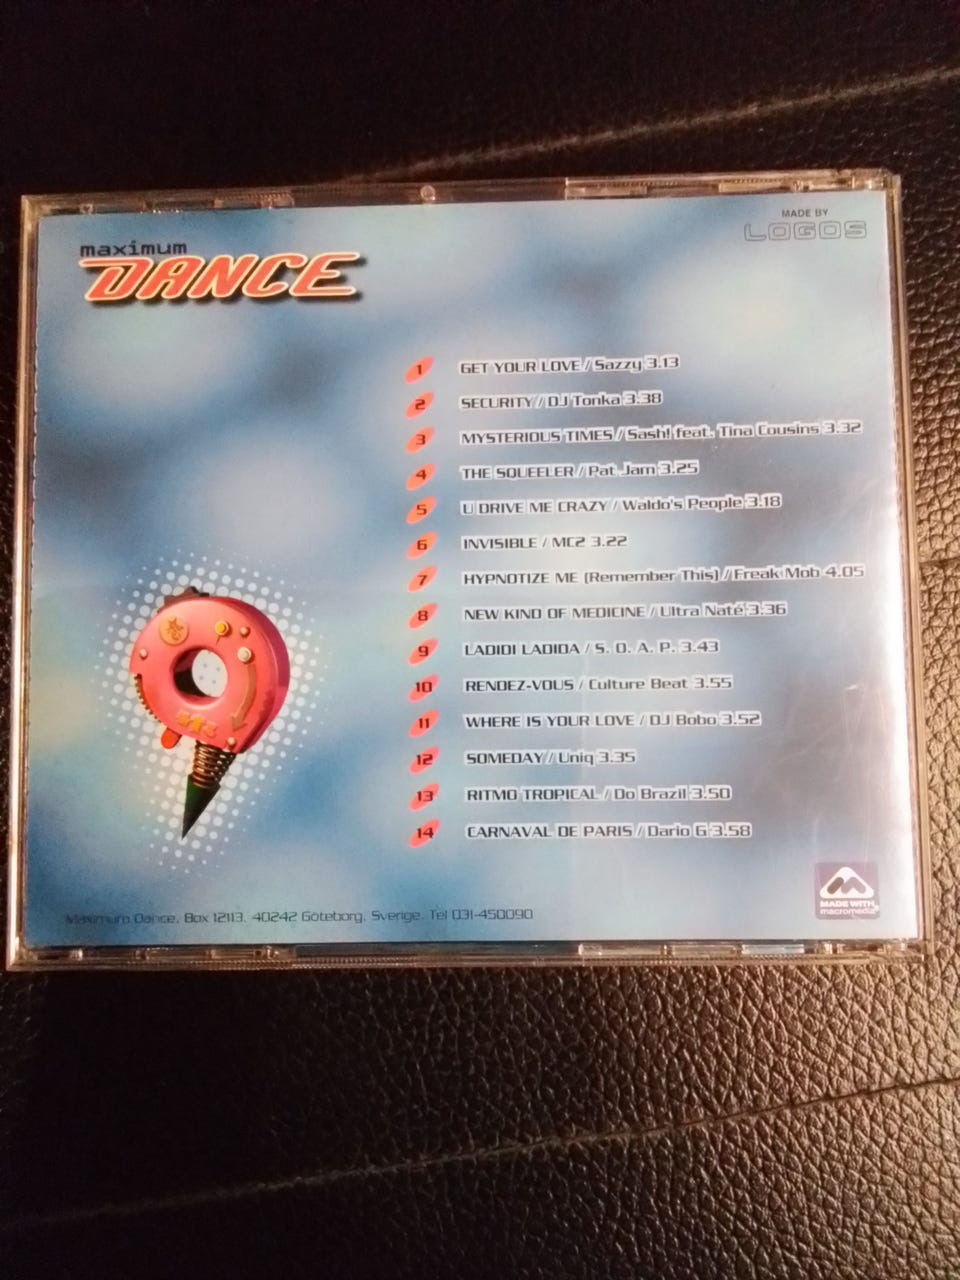 maximum
DANCE
MADE BY
LOGOS
1 GET YOUR LOVE / Sazzy 3.13
2 SECURITY / DJ Tonka 3.38
3 MYSTERIOUS TIMES / Sash! feat. Tina Cousins 3.32
4 THE SQUEELER / Pat Jam 3.25
5 U DRIVE ME CRAZY / Waldo's People 3.18
6 INVISIBLE / MC2 3.22
7 HYPNOTIZE ME (Remember This) / Freak Mob 4.05
8 NEW KIND OF MEDICINE / Ultra Naté 3.36
9 LADIDI LADIDA / S. O. A. P. 3.43
10 RENDEZ-VOUS / Culture Beat 3.55
11 WHERE IS YOUR LOVE / DJ Bobo 3.52
12 SOMEDAY / Uniq 3.35
13 RITMO TROPICAL / Do Brazil 3.50
14 CARNAVAL DE PARIS / Dario G 3.58
Maximum Dance, Box 12113, 40242 Göteborg, Sverige. Tel 031-450090
MADE WITH
macromedia